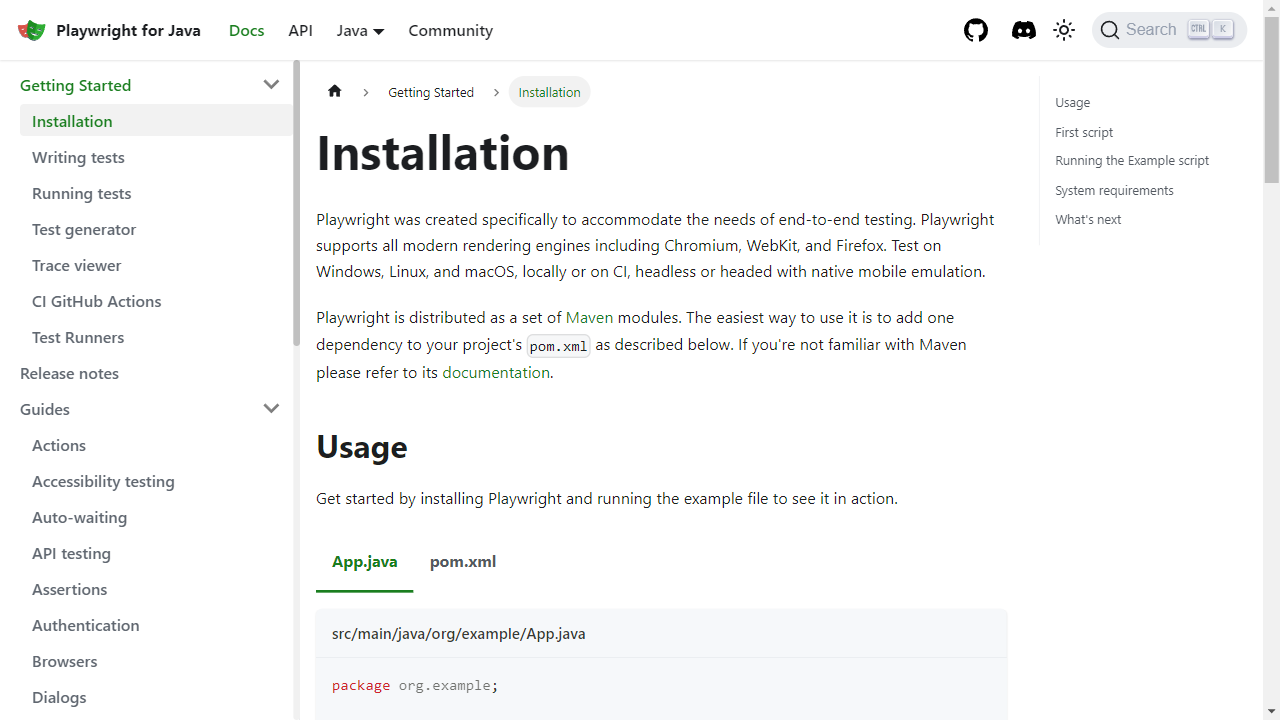 Playwright for Java
Docs
API
Java
Community
Search
CTRL
K
Getting Started
Installation
Writing tests
Running tests
Test generator
Trace viewer
CI GitHub Actions
Test Runners
Release notes
Guides
Actions
Accessibility testing
Auto-waiting
API testing
Assertions
Authentication
Browsers
Dialogs
Getting Started
Installation
Installation
Playwright was created specifically to accommodate the needs of end-to-end testing. Playwright
supports all modern rendering engines including Chromium, WebKit, and Firefox. Test on
Windows, Linux, and macOS, locally or on CI, headless or headed with native mobile emulation.
Playwright is distributed as a set of Maven modules. The easiest way to use it is to add one
dependency to your project's pom.xml as described below. If you're not familiar with Maven
please refer to its documentation.
Usage
Get started by installing Playwright and running the example file to see it in action.
App.java
pom.xml
src/main/java/org/example/App.java
package org.example;
Usage
First script
Running the Example script
System requirements
What's next